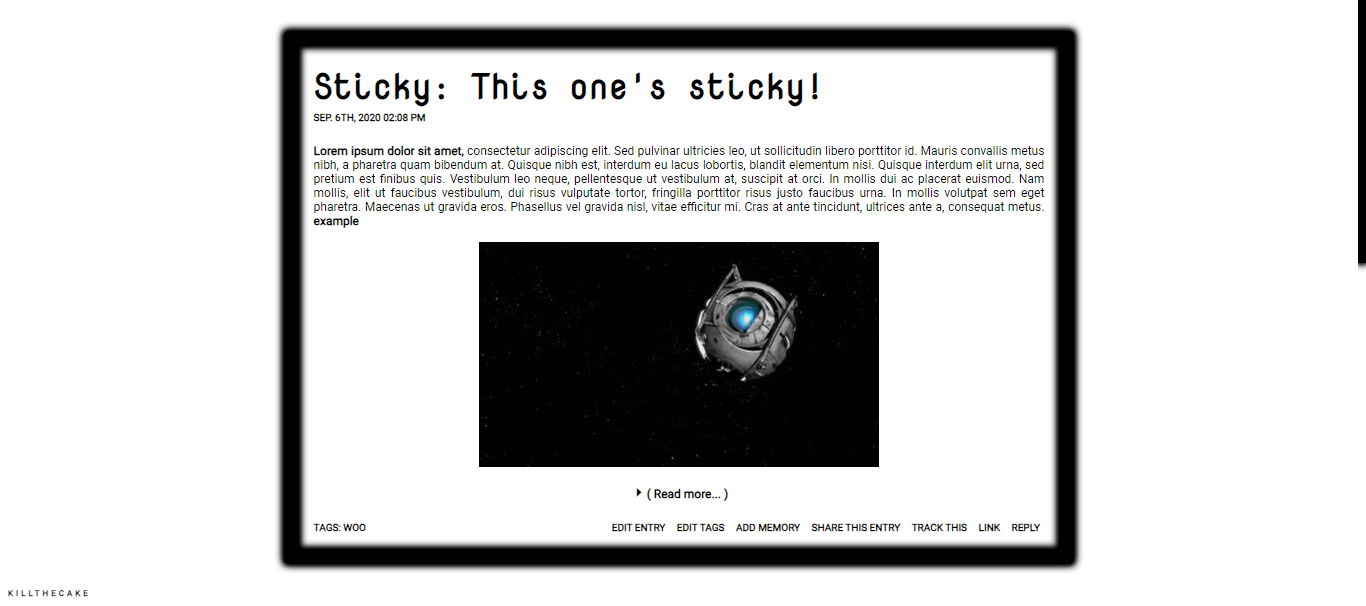 Sticky: This one's sticky!
SEP. 6TH, 2020 02:08 PM
Lorem ipsum dolor sit amet, consectetur adipiscing elit. Sed pulvinar ultricies leo, ut sollicitudin libero porttitor id. Mauris convallis metus
nibh, a pharetra quam bibendum at. Quisque nibh est, interdum eu lacus lobortis, blandit elementum nisi. Quisque interdum elit urna, sed
pretium est finibus quis. Vestibulum leo neque, pellentesque ut vestibulum at, suscipit at orci. In mollis dui ac placerat euismod. Nam
mollis, elit ut faucibus vestibulum, dui risus vulputate tortor, fringilla porttitor risus justo faucibus urna. In mollis volutpat sem eget
pharetra. Maecenas ut gravida eros. Phasellus vel gravida nisl, vitae efficitur mi. Cras at ante tincidunt, ultrices ante a, consequat metus.
example
( Read more... )
TAGS: WOO EDIT ENTRY EDIT TAGS ADD MEMORY SHARE THIS ENTRY TRACK THIS LINK REPLY
KILLTHECAKE